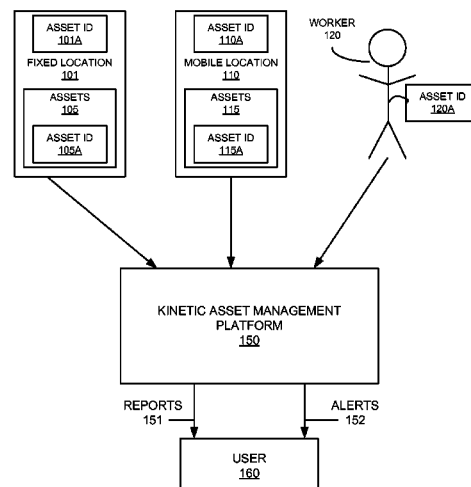 ASSET ID
101A
FIXED LOCATION
101
ASSETS
105
ASSET ID
105A
ASSET ID
110A
MOBILE LOCATION
110
ASSETS
115
ASSET ID
115A
WORKER
120
ASSET ID
120A
KINETIC ASSET MANAGEMENT
PLATFORM
150
REPORTS
151
ALERTS
152
USER
160